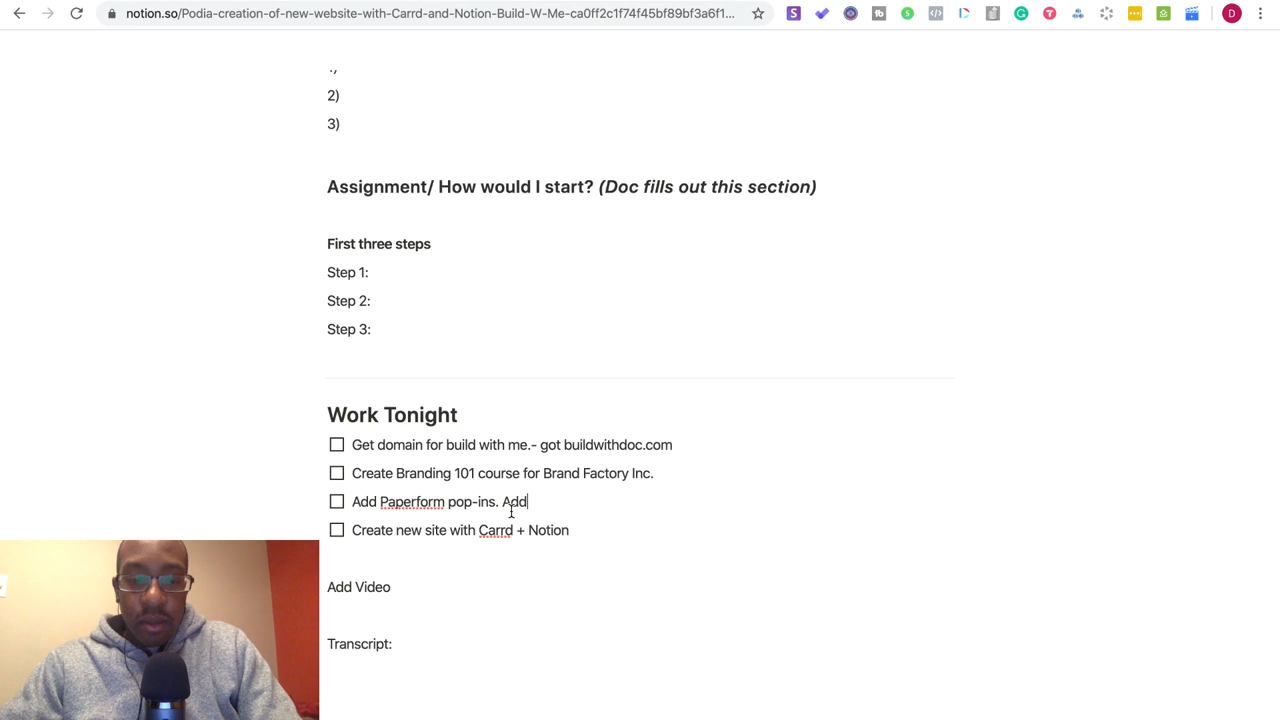 notion.so/Podia-creation-of-new-website-with-Carrd-and-Notion-Build-W-Me-ca0ff2c1f74f45bf89bf3a6f1...
2)
3)
Assignment/ How would I start? (Doc fills out this section)
First three steps
Step 1:
Step 2:
Step 3:
Work Tonight
Get domain for build with me.- got buildwithdoc.com
Create Branding 101 course for Brand Factory Inc.
Add Paperform pop-ins. Add
Create new site with Carrd + Notion
Add Video
Transcript: